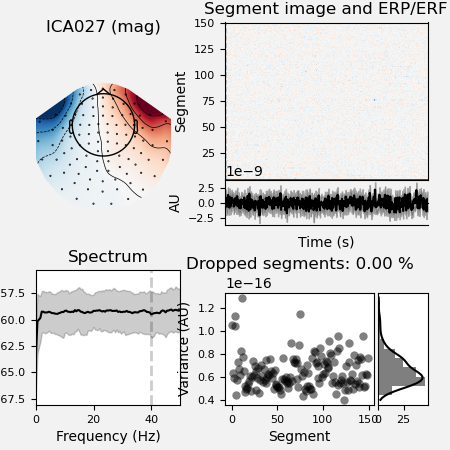 ICA027 (mag)
Segment image and ERP/ERF
Segment
150
125
100
75
50
25
1e−9
AU
2.5
0.0
−2.5
Time (s)
Spectrum
57.5
60.0
62.5
65.0
67.5
0
20
40
Frequency (Hz)
Dropped segments: 0.00 %
1e−16
Variance (AU)
1.2
1.0
0.8
0.6
0.4
0
50
100
150
Segment
0
25